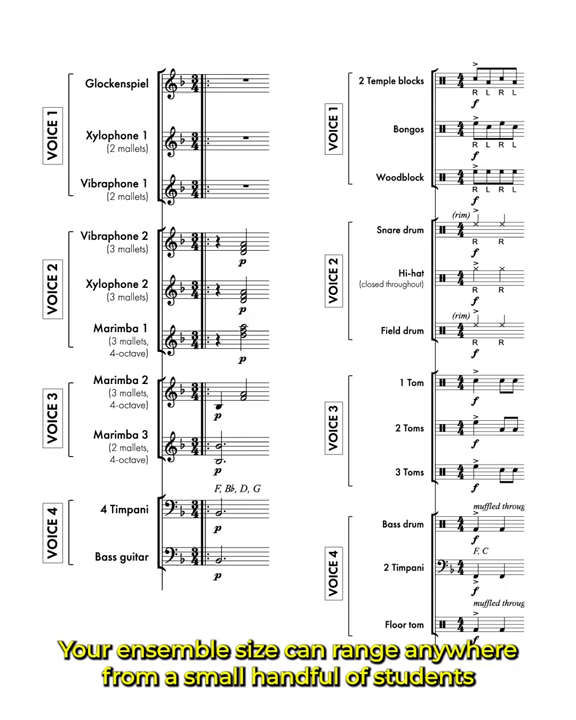 VOICE 1
Glockenspiel
Xylophone 1
(2 mallets)
Vibraphone 1
(2 mallets)
VOICE 2
Vibraphone 2
(3 mallets)
Xylophone 2
(3 mallets)
Marimba 1
(3 mallets,
4-octave)
p
p
p
VOICE 3
Marimba 2
(3 mallets,
4-octave)
Marimba 3
(2 mallets,
4-octave)
p
p
VOICE 4
F, B♭, D, G
4 Timpani
Bass guitar
p
p
VOICE 1
2 Temple blocks
R L R L
f
Bongos
R L R L
f
Woodblock
R L R L
f
VOICE 2
(rim)
Snare drum
R R
f
Hi-hat
(closed throughout)
R R
f
(rim)
Field drum
R R
f
VOICE 3
1 Tom
f
2 Toms
f
3 Toms
f
VOICE 4
muffled throug
Bass drum
f
F, C
2 Timpani
f
muffled throug
Floor tom
Your ensemble size can range anywhere
from a small handful of students